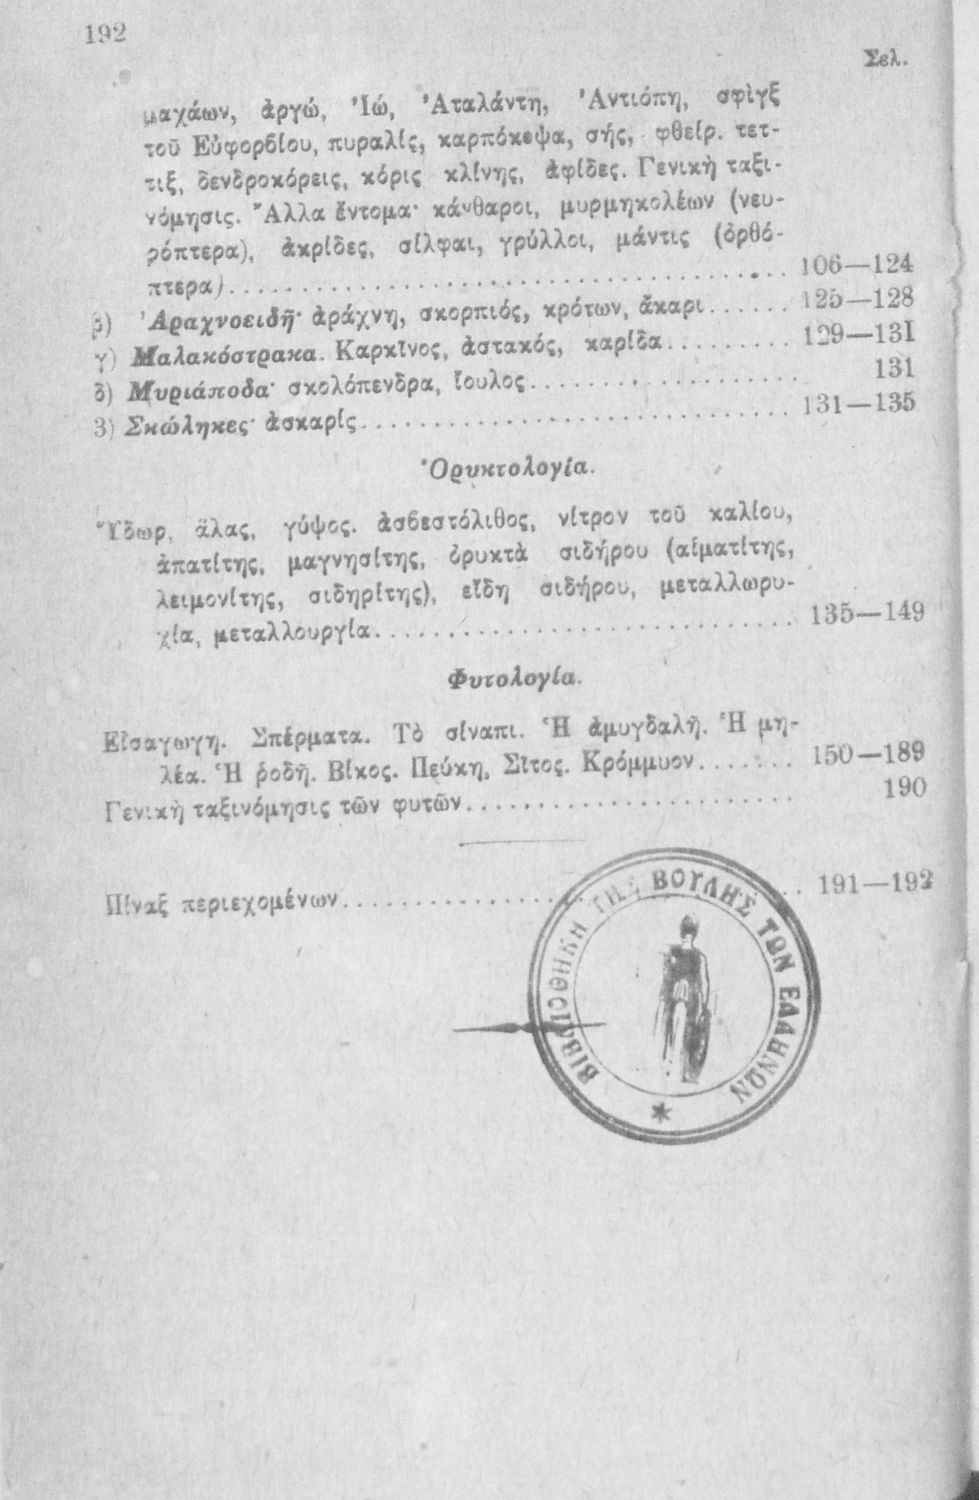 192
Σελ.
μαχάων, ἀργώ, Ἰώ, Ἀταλάντη, Ἀντιόπη, σφὶγξ
τοῦ Εὐφορβίου, πυραλίς, καρπόκαψα, σής, φθείρ. τετ-
τιξ, δενδροκόρεις, κόρις κλίνης, ἀφίδες. Γενικὴ ταξι-
νόμησις. Ἄλλα ἔντομα· κάνθαροι, μυρμηκολέων (νευ-
ρόπτερα), ἀκρίδες, σίλφαι, γρύλλοι, μάντις (ὀρθό-
πτερα) . . . . . 106—124
β) Ἀραχνοειδῆ· ἀράχνη, σκορπιός, κρότων, ἄκαρι . . . . . 125—128
γ) Μαλακόστρακα. Καρκῖνος, ἀστακός, καρίδα . . . . . 129—131
δ) Μυριάποδα· σκολόπενδρα, ἴουλος . . . . . 131
3) Σκώληκες· ἀσκαρίς . . . . . 131—135
Ὀρυκτολογία.
Ὕδωρ, ἅλας, γύψος. ἀσβεστόλιθος, νίτρον τοῦ καλίου,
ἀπατίτης, μαγνησίτης, ὀρυκτὰ σιδήρου (αἱματίτης,
λειμονίτης, σιδηρίτης), εἴδη σιδήρου, μεταλλωρυ-
χία, μεταλλουργία . . . . . 135—149
Φυτολογία.
Εἰσαγωγη. Σπέρματα. Τὸ σίναπι. Ἡ ἀμυγδαλῆ. Ἡ μη-
λέα. Ἡ ῥοδῆ. Βίκος. Πεύκη, Σῖτος. Κρόμμυον . . . . . 150—189
Γενικὴ ταξινόμησις τῶν φυτῶν . . . . . 190
Πίναξ περιεχομένων . . . . . 191—192
ΒΙΒΛΙΟΘΗΚΗ ΤΗΣ ΒΟΥΛΗΣ ΤΩΝ ΕΛΛΗΝΩΝ